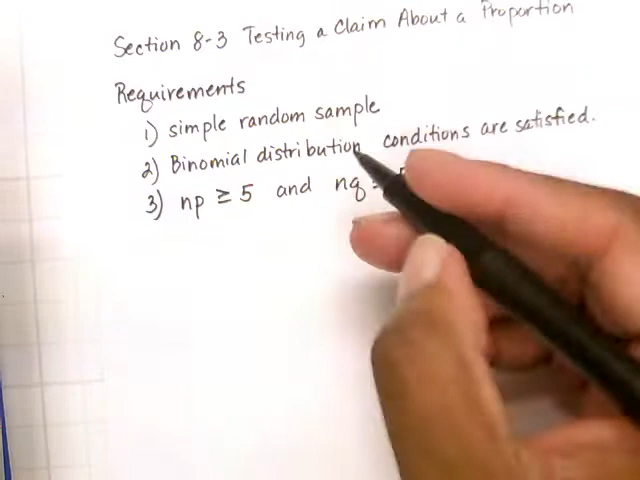 Section 8-3 Testing a Claim About a Proportion
Requirements
1) simple random sample
2) Binomial distribution conditions are satisfied.
3) np ≥ 5 and nq